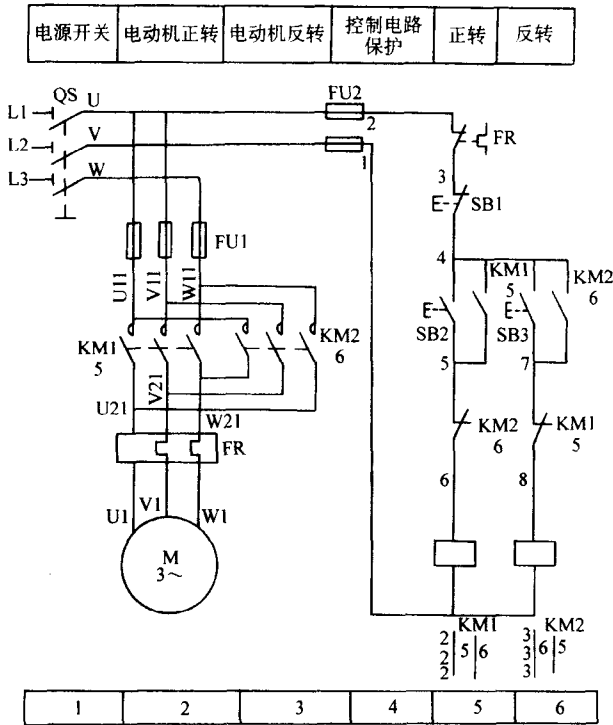 电源开关 电动机正转 电动机反转 控制电路保护 正转 反转
QS U FU2
L1
2
V
L2 1 FR
W
L3 3
SB1
FU1
4
U11 V11 W11
KM1 5 KM2 6
SB2 SB3
KM1 5 KM2 6
5 7
V21
U21 W21
KM2 6 KM1 5
FR
6 8
V1
U1 W1
M
3~
KM1 KM2
2 2 2 5 6 3 3 3 6 5
1 2 3 4 5 6